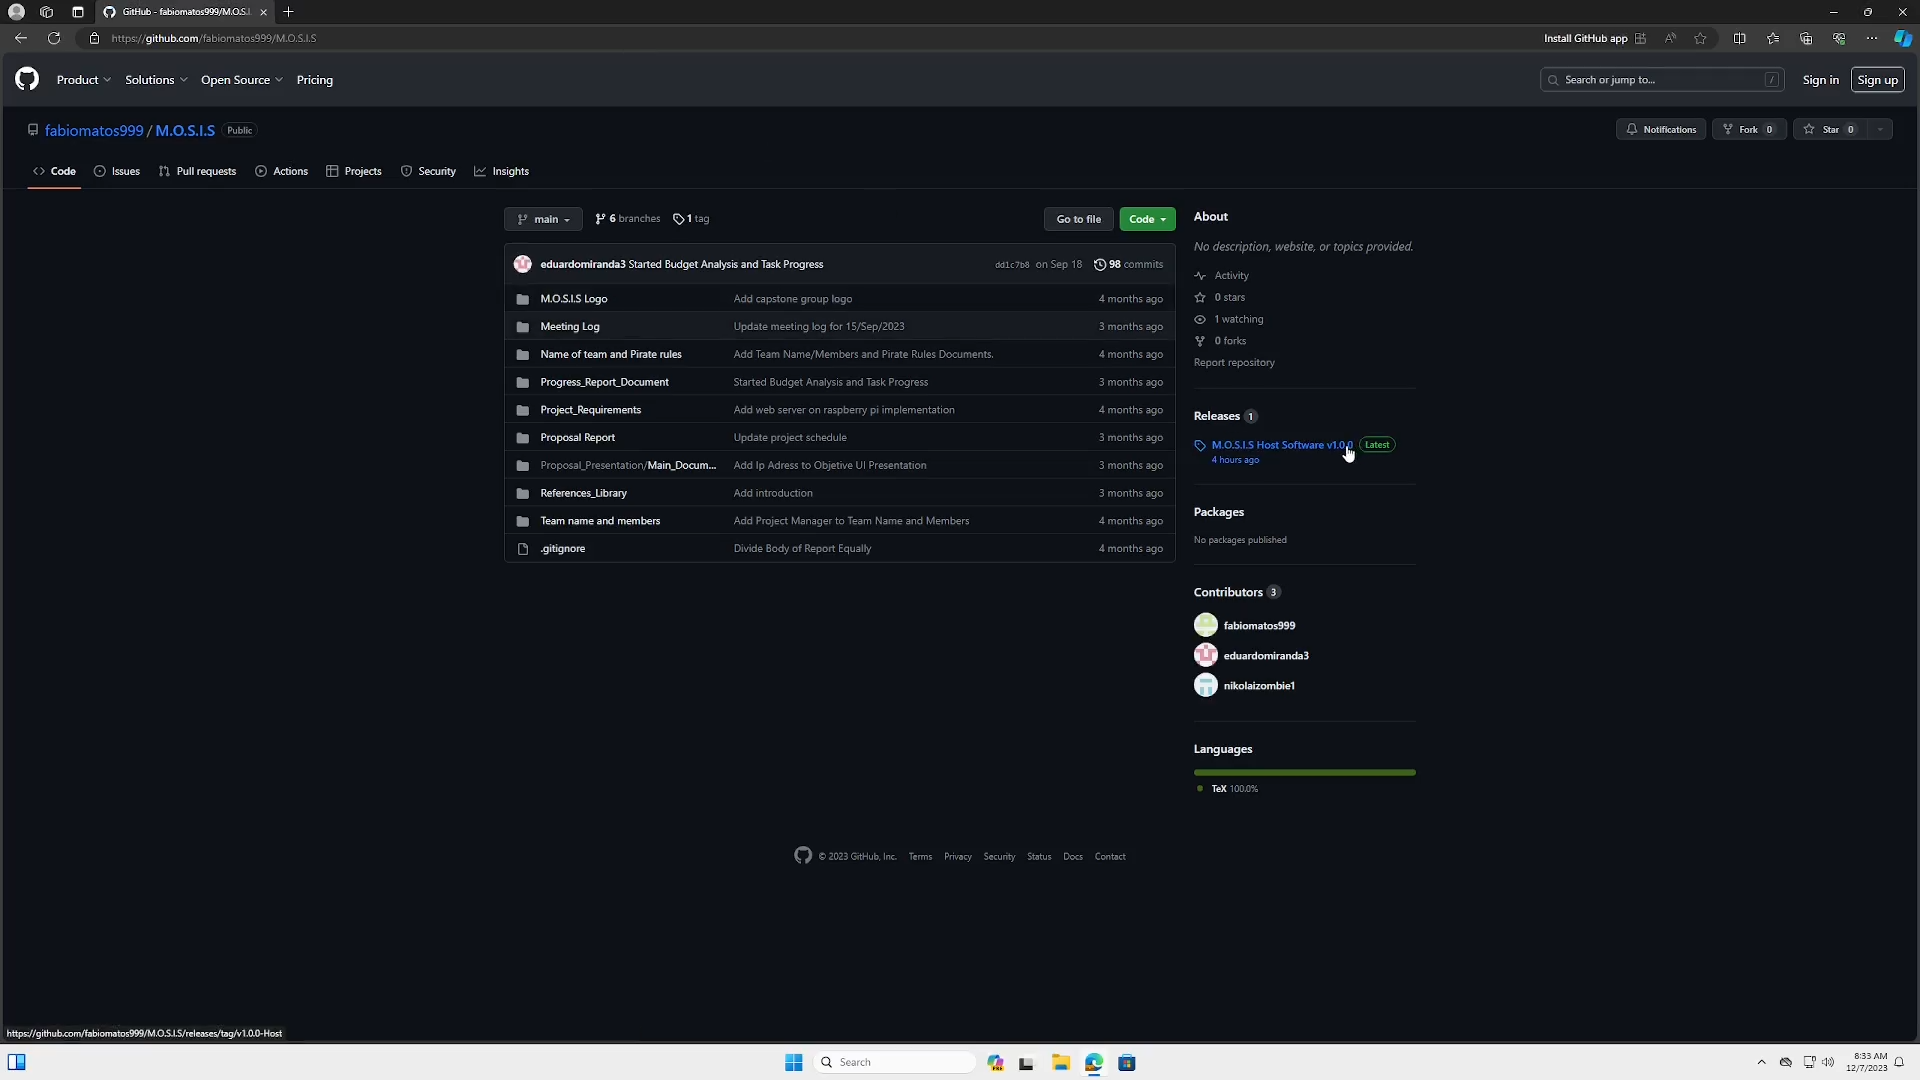 GitHub - fabiomatos999/M.O.S.I.
https://github.com/fabiomatos999/M.O.S.I.S
Install GitHub app
Product
Solutions
Open Source
Pricing
Search or jump to...
/
Sign in
Sign up
fabiomatos999 / M.O.S.I.S
Public
Notifications
Fork 0
Star 0
Code
Issues
Pull requests
Actions
Projects
Security
Insights
main
6 branches
1 tag
Go to file
Code
eduardomiranda3 Started Budget Analysis and Task Progress
dd1c7b8 on Sep 18
98 commits
M.O.S.I.S Logo
Add capstone group logo
4 months ago
Meeting Log
Update meeting log for 15/Sep/2023
3 months ago
Name of team and Pirate rules
Add Team Name/Members and Pirate Rules Documents.
4 months ago
Progress_Report_Document
Started Budget Analysis and Task Progress
3 months ago
Project_Requirements
Add web server on raspberry pi implementation
4 months ago
Proposal Report
Update project schedule
3 months ago
Proposal_Presentation/Main_Docum...
Add Ip Adress to Objetive UI Presentation
3 months ago
References_Library
Add introduction
3 months ago
Team name and members
Add Project Manager to Team Name and Members
4 months ago
.gitignore
Divide Body of Report Equally
4 months ago
About
No description, website, or topics provided.
Activity
0 stars
1 watching
0 forks
Report repository
Releases 1
M.O.S.I.S Host Software v1.0.0
Latest
4 hours ago
Packages
No packages published
Contributors 3
fabiomatos999
eduardomiranda3
nikolaizombie1
Languages
TeX 100.0%
© 2023 GitHub, Inc.
Terms
Privacy
Security
Status
Docs
Contact
https://github.com/fabiomatos999/M.O.S.I.S/releases/tag/v1.0.0-Host
Search
8:33 AM
12/7/2023